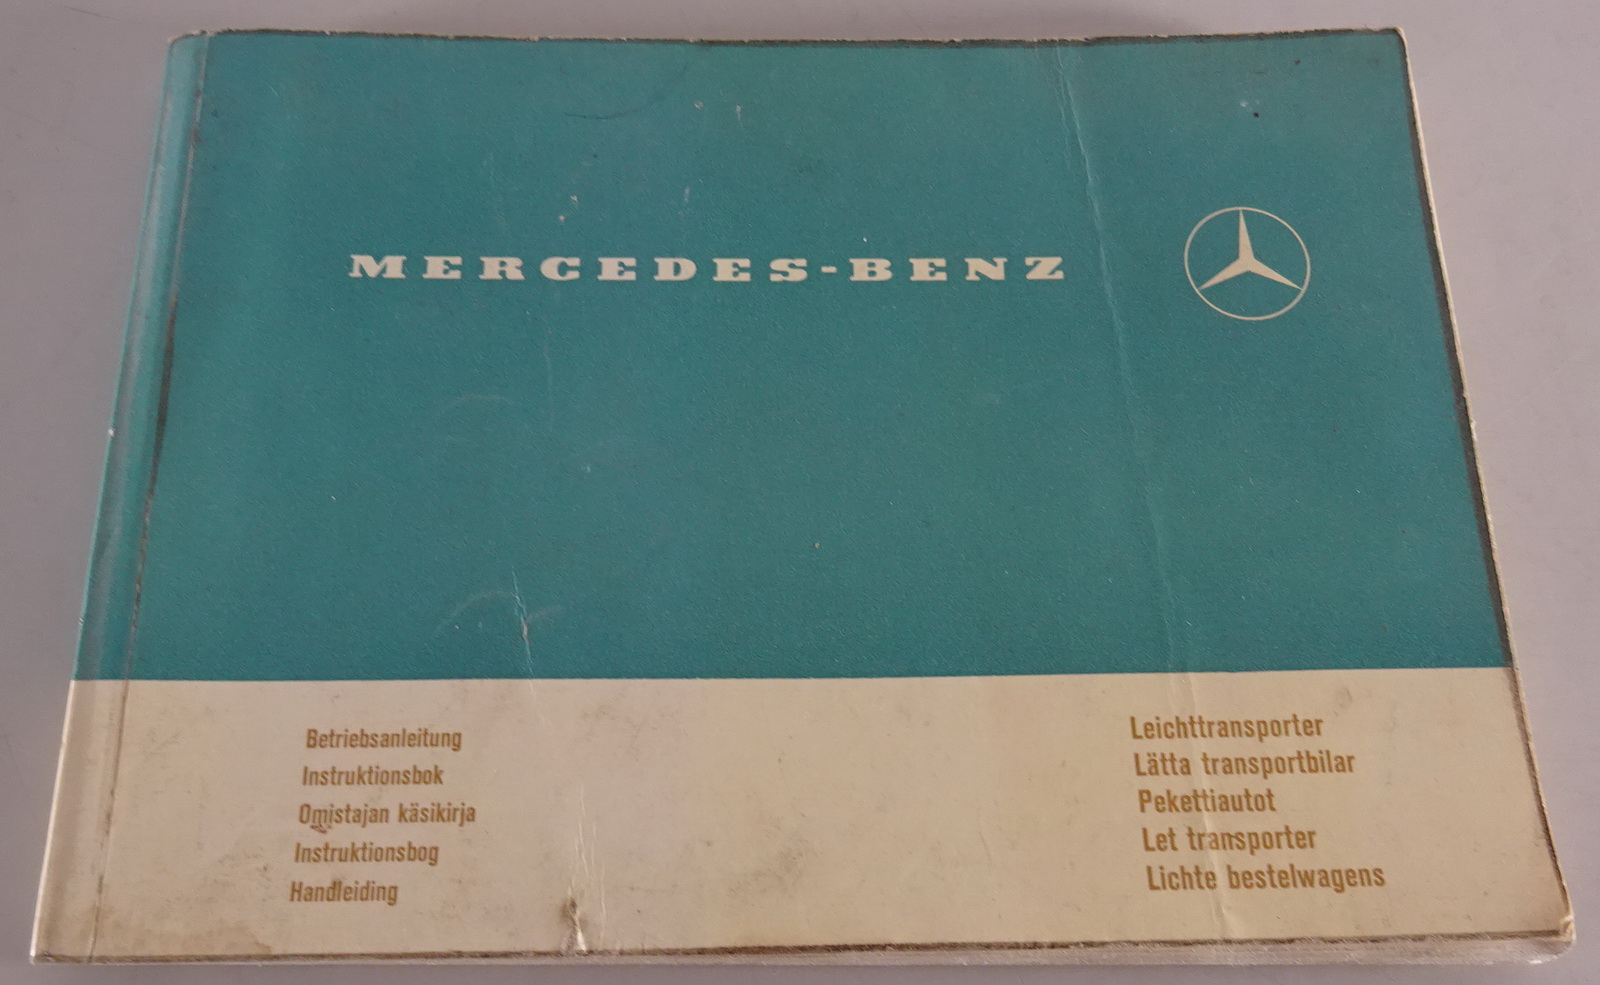 MERCEDES-BENZ
Betriebsanleitung
Instruktionsbok
Omistajan käsikirja
Instruktionsbog
Handleiding
Leichttransporter
Lätta transportbilar
Pekettiautot
Let transporter
Lichte bestelwagens